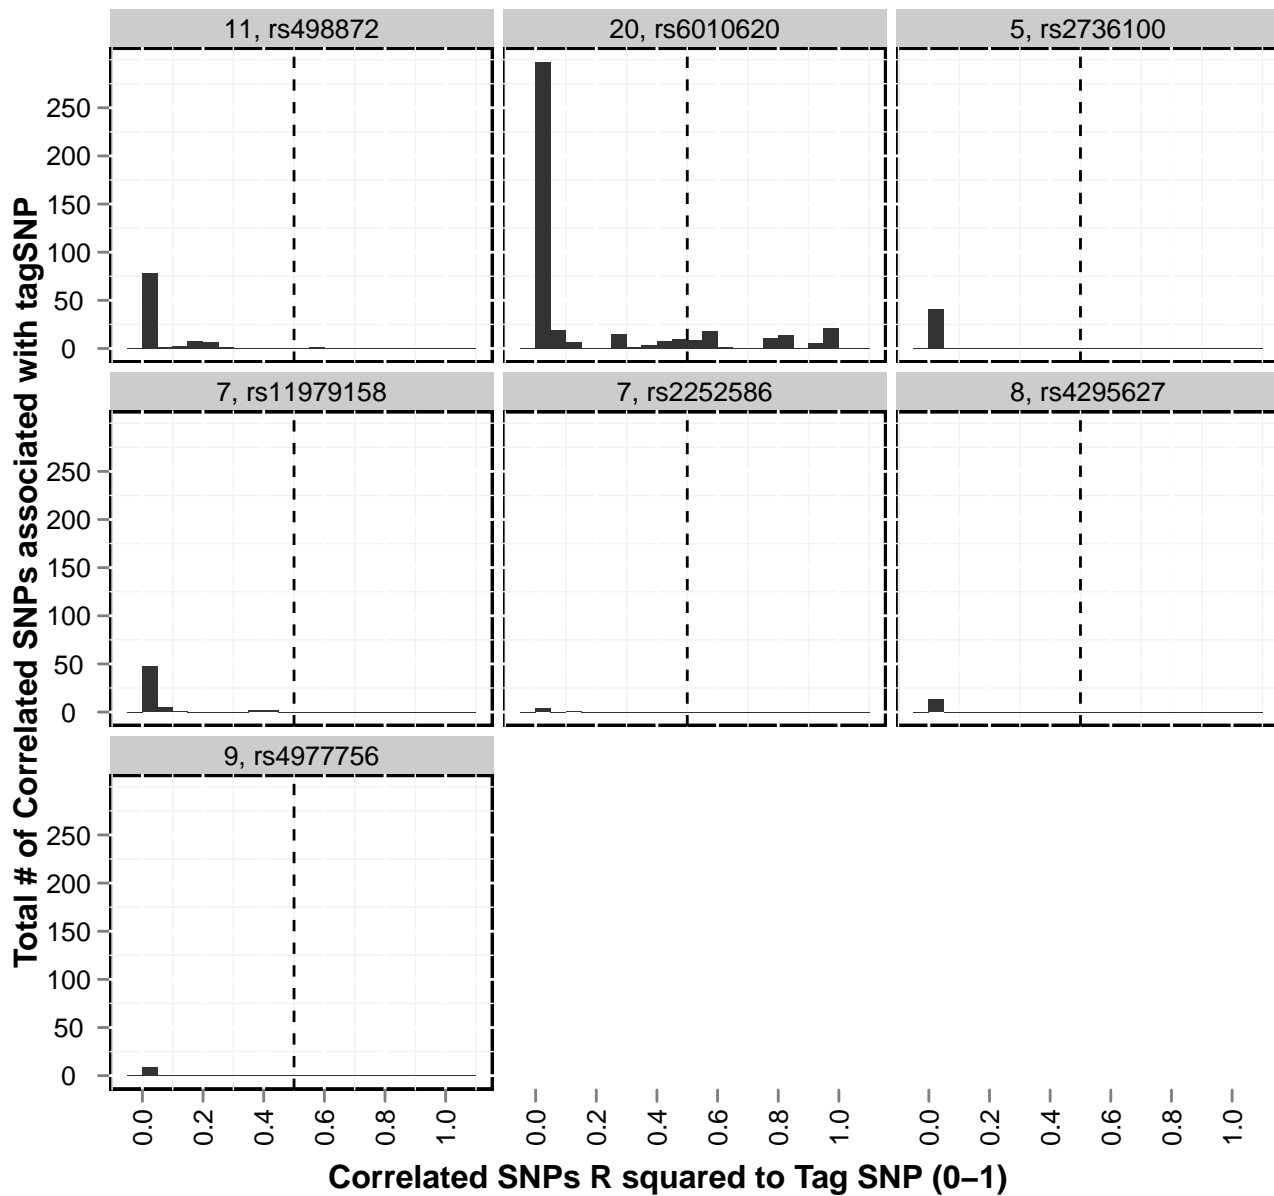 Total # of Correlated SNPs associated with tagSNP
11, rs498872
20, rs6010620
5, rs2736100
250
200
150
100
50
0
7, rs11979158
7, rs2252586
8, rs4295627
250
200
150
100
50
0
9, rs4977756
250
200
150
100
50
0
0.0 0.2 0.4 0.6 0.8 1.0
0.0 0.2 0.4 0.6 0.8 1.0
0.0 0.2 0.4 0.6 0.8 1.0
Correlated SNPs R squared to Tag SNP (0–1)